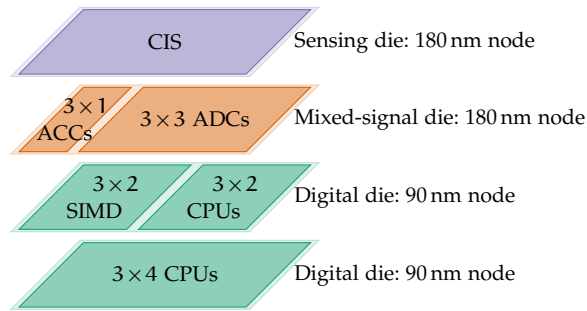 CIS
Sensing die: 180 nm node
3 × 1
ACCs
3 × 3 ADCs
Mixed-signal die: 180 nm node
3 × 2
SIMD
3 × 2
CPUs
Digital die: 90 nm node
3 × 4 CPUs
Digital die: 90 nm node